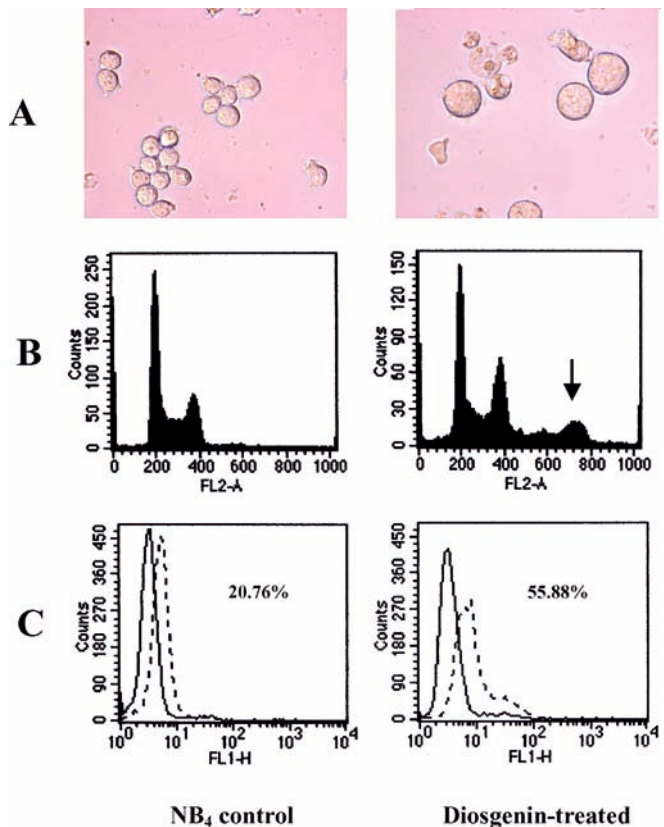 A
B
Counts
0 50 100 150 200 250
0 200 400 600 800 1000
FL2-A
Counts
0 30 60 90 120 150
0 200 400 600 800 1000
FL2-A
C
Counts
0 90 180 270 360 450
20.76%
10⁰ 10¹ 10² 10³ 10⁴
FL1-H
Counts
0 90 180 270 360 450
55.88%
10⁰ 10¹ 10² 10³ 10⁴
FL1-H
NB₄ control
Diosgenin-treated